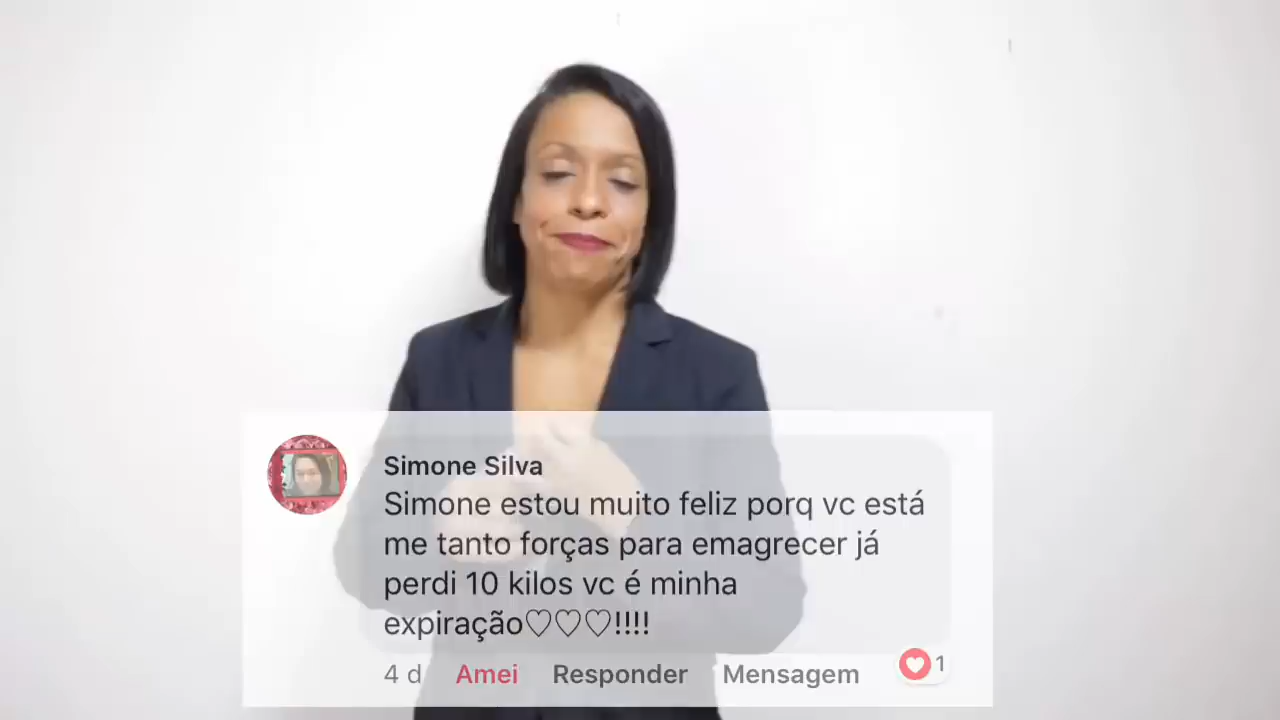 Simone Silva
Simone estou muito feliz porq vc está
me tanto forças para emagrecer já
perdi 10 kilos vc é minha
expiração♡♡♡!!!!
4 d Amei Responder Mensagem 1